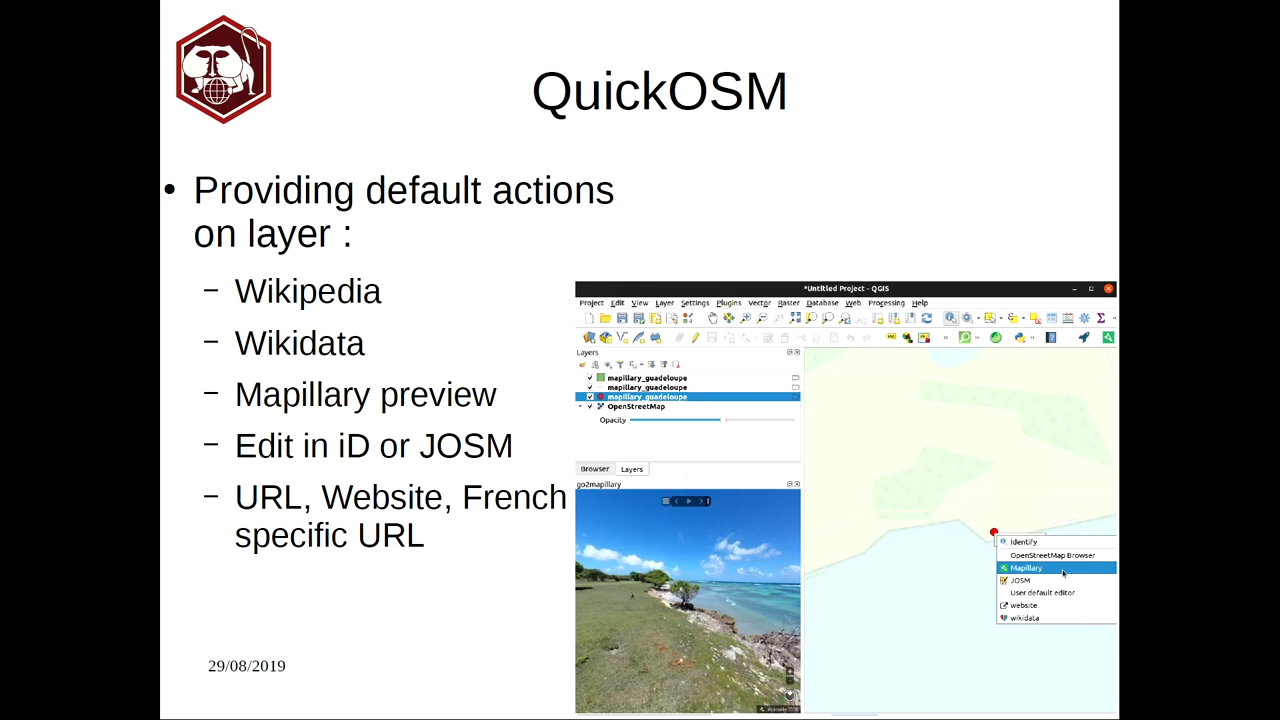 QuickOSM
• Providing default actions
on layer :
– Wikipedia
– Wikidata
– Mapillary preview
– Edit in iD or JOSM
– URL, Website, French
specific URL
29/08/2019
*Untitled Project - QGIS
Project Edit View Layer Settings Plugins Vector Raster Database Web Processing Help
Layers
mapillary_guadeloupe
mapillary_guadeloupe
mapillary_guadeloupe
OpenStreetMap
Opacity
Browser Layers
go2mapillary
Identify
OpenStreetMap Browser
Mapillary
JOSM
User default editor
website
wikidata